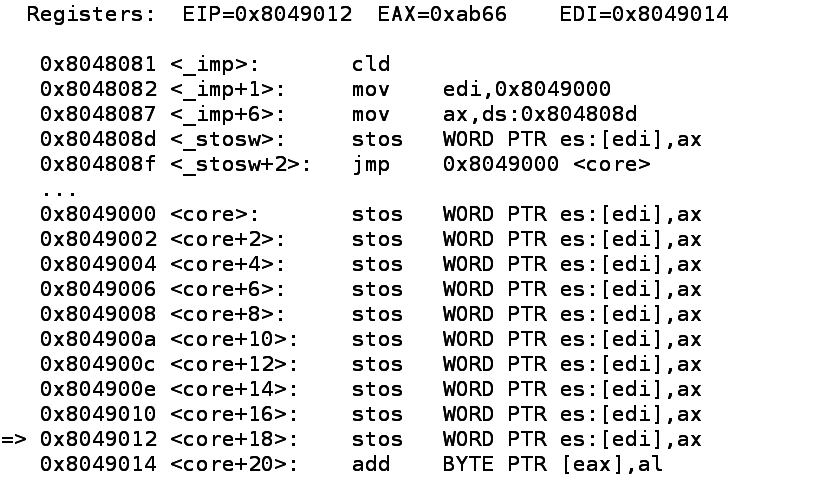 Registers:  EIP=0x8049012  EAX=0xab66    EDI=0x8049014
0x8048081 <_imp>:       cld
0x8048082 <_imp+1>:     mov    edi,0x8049000
0x8048087 <_imp+6>:     mov    ax,ds:0x804808d
0x804808d <_stosw>:     stos   WORD PTR es:[edi],ax
0x804808f <_stosw+2>:   jmp    0x8049000 <core>
...
0x8049000 <core>:       stos   WORD PTR es:[edi],ax
0x8049002 <core+2>:     stos   WORD PTR es:[edi],ax
0x8049004 <core+4>:     stos   WORD PTR es:[edi],ax
0x8049006 <core+6>:     stos   WORD PTR es:[edi],ax
0x8049008 <core+8>:     stos   WORD PTR es:[edi],ax
0x804900a <core+10>:    stos   WORD PTR es:[edi],ax
0x804900c <core+12>:    stos   WORD PTR es:[edi],ax
0x804900e <core+14>:    stos   WORD PTR es:[edi],ax
0x8049010 <core+16>:    stos   WORD PTR es:[edi],ax
=> 0x8049012 <core+18>:    stos   WORD PTR es:[edi],ax
0x8049014 <core+20>:    add    BYTE PTR [eax],al